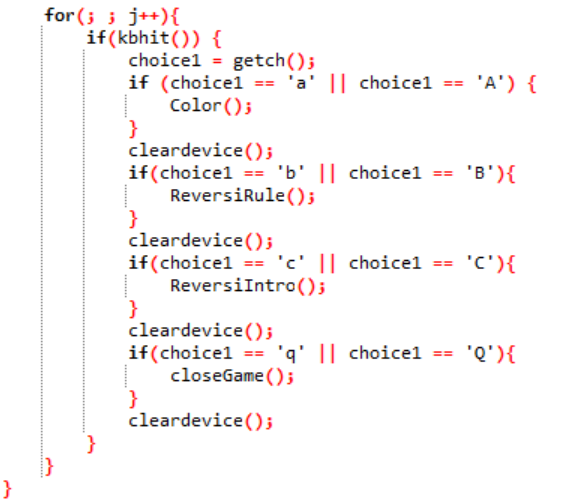 for(; ; j++){
if(kbhit()) {
choice1 = getch();
if (choice1 == 'a' || choice1 == 'A') {
Color();
}
cleardevice();
if(choice1 == 'b' || choice1 == 'B'){
ReversiRule();
}
cleardevice();
if(choice1 == 'c' || choice1 == 'C'){
ReversiIntro();
}
cleardevice();
if(choice1 == 'q' || choice1 == 'Q'){
closeGame();
}
cleardevice();
}
}
}